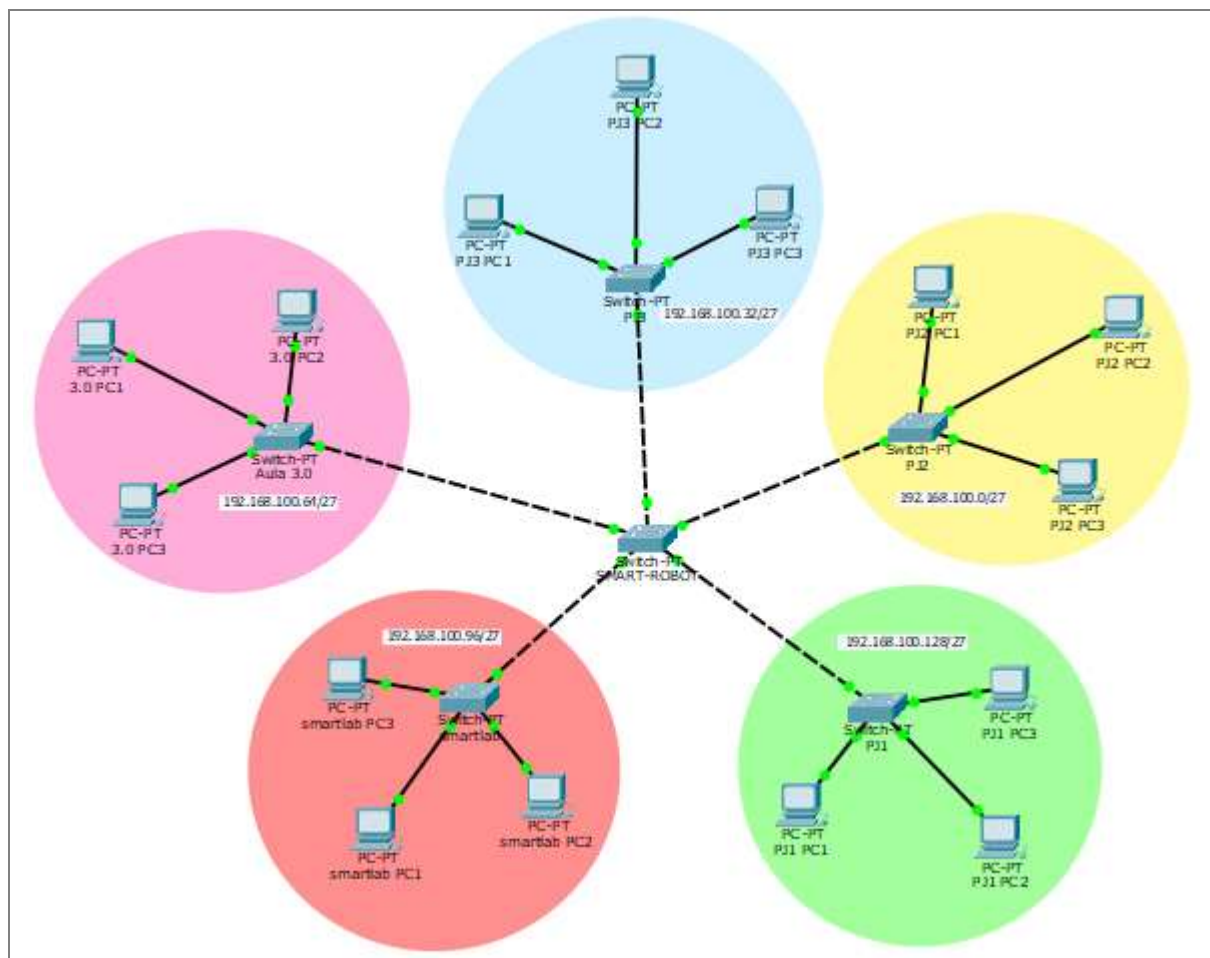 PC-PT
PJ3 PC2
PC-PT
PJ3 PC1
PC-PT
PJ3 PC3
Switch-PT
192.168.100.32/27
PC-PT
3.0 PC1
PC-PT
3.0 PC2
Switch-PT
Aula 3.0
PC-PT
3.0 PC3
192.168.100.64/27
PC-PT
PJ2 PC1
PC-PT
PJ2 PC2
Switch-PT
PJ2
192.168.100.0/27
PC-PT
PJ2 PC3
Switch-PT
SMART-ROBOT
192.168.100.96/27
PC-PT
smartlab PC3
Switch-PT
smartlab
PC-PT
smartlab PC1
PC-PT
smartlab PC2
192.168.100.128/27
PC-PT
PJ1 PC3
Switch-PT
PJ1
PC-PT
PJ1 PC1
PC-PT
PJ1 PC2